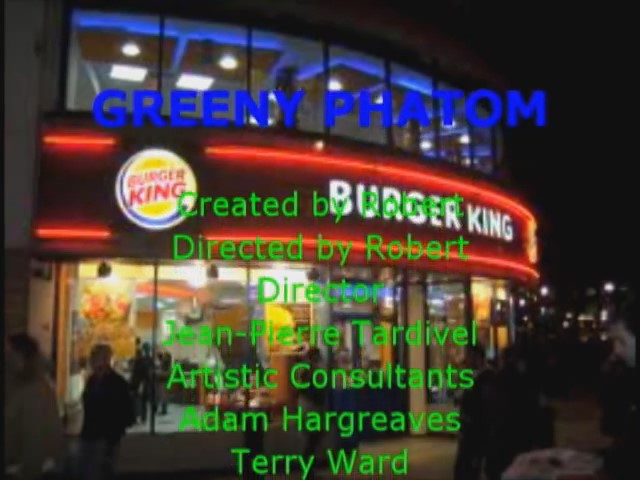 GREENY PHATOM
BURGER
KING
BURGER KING
Created by Robert
Directed by Robert
Director
Jean-Pierre Tardivel
Artistic Consultants
Adam Hargreaves
Terry Ward